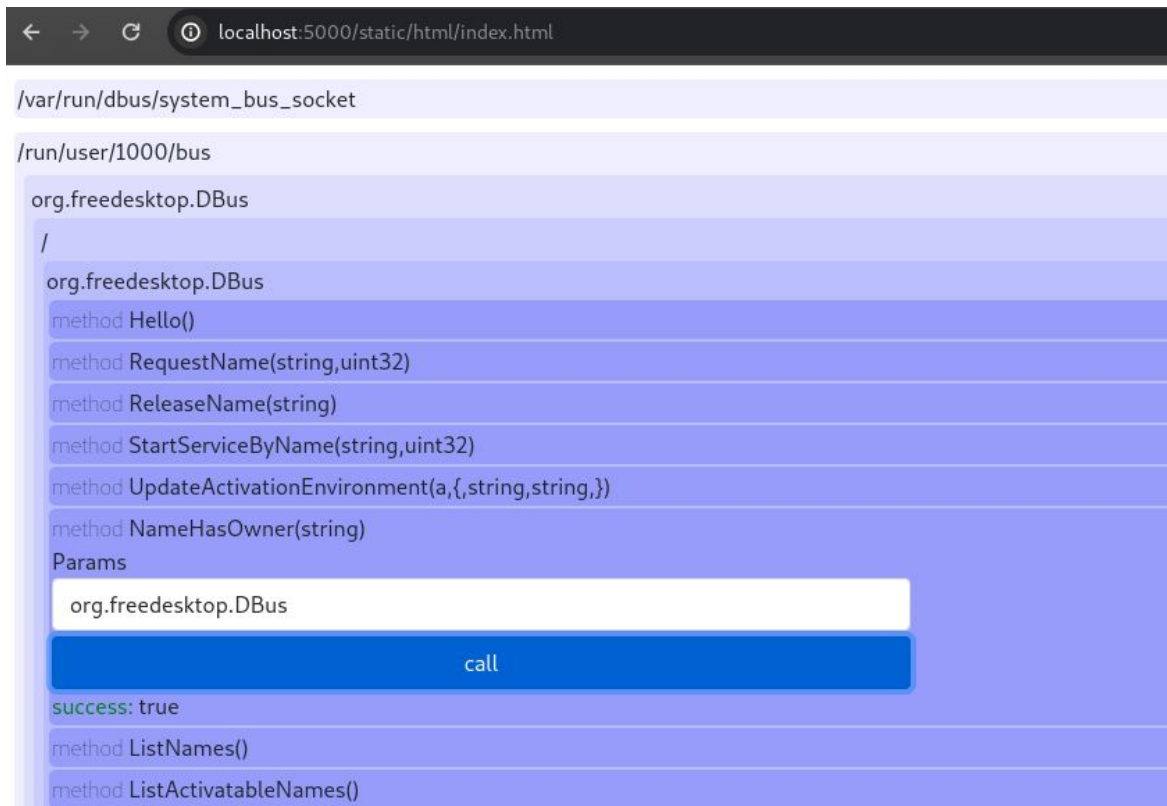 localhost:5000/static/html/index.html
/var/run/dbus/system_bus_socket
/run/user/1000/bus
org.freedesktop.DBus
/
org.freedesktop.DBus
method Hello()
method RequestName(string,uint32)
method ReleaseName(string)
method StartServiceByName(string,uint32)
method UpdateActivationEnvironment(a,{,string,string,})
method NameHasOwner(string)
Params
org.freedesktop.DBus
call
success: true
method ListNames()
method ListActivatableNames()